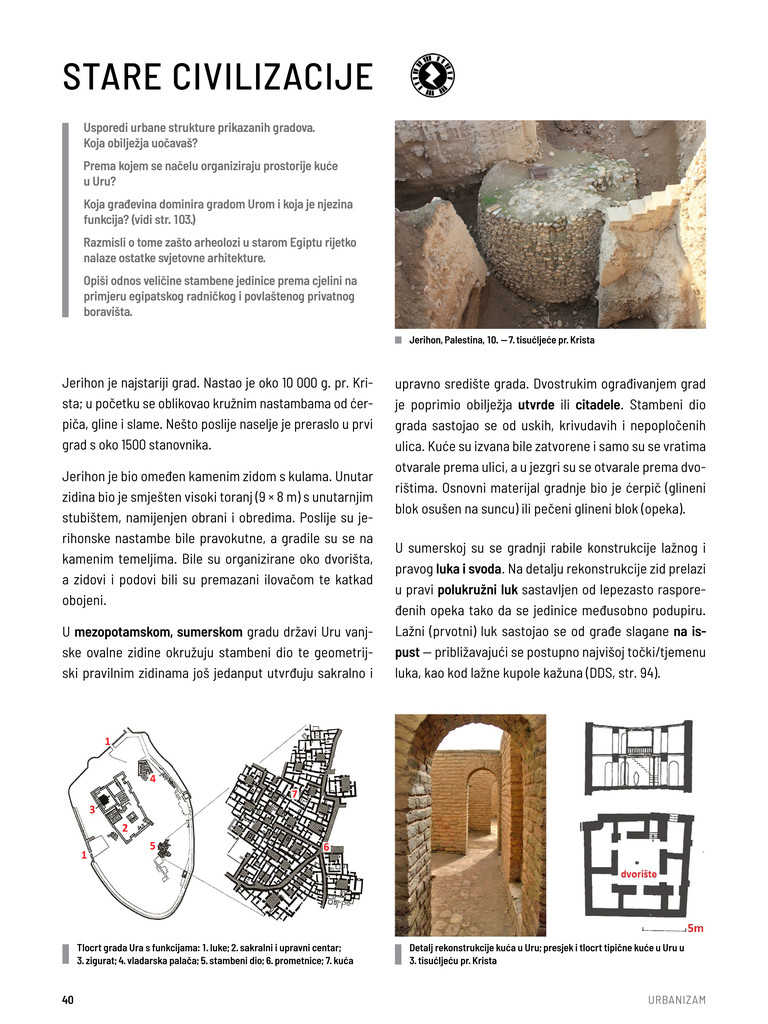 STARE CIVILIZACIJE
Usporedi urbane strukture prikazanih gradova.
Koja obilježja uočavaš?
Prema kojem se načelu organiziraju prostorije kuće
u Uru?
Koja građevina dominira gradom Urom i koja je njezina
funkcija? (vidi str. 103.)
Razmisli o tome zašto arheolozi u starom Egiptu rijetko
nalaze ostatke svjetovne arhitekture.
Opiši odnos veličine stambene jedinice prema cjelini na
primjeru egipatskog radničkog i povlaštenog privatnog
boravišta.
Jerihon, Palestina, 10. – 7. tisućljeće pr. Krista
Jerihon je najstariji grad. Nastao je oko 10 000 g. pr. Kri-
sta; u početku se oblikovao kružnim nastambama od ćer-
piča, gline i slame. Nešto poslije naselje je preraslo u prvi
grad s oko 1500 stanovnika.
Jerihon je bio omeđen kamenim zidom s kulama. Unutar
zidina bio je smješten visoki toranj (9 × 8 m) s unutarnjim
stubištem, namijenjen obrani i obredima. Poslije su je-
rihonske nastambe bile pravokutne, a gradile su se na
kamenim temeljima. Bile su organizirane oko dvorišta,
a zidovi i podovi bili su premazani ilovačom te katkad
obojeni.
U mezopotamskom, sumerskom gradu državi Uru vanj-
ske ovalne zidine okružuju stambeni dio te geometrij-
ski pravilnim zidinama još jedanput utvrđuju sakralno i
upravno središte grada. Dvostrukim ograđivanjem grad
je poprimio obilježja utvrde ili citadele. Stambeni dio
grada sastojao se od uskih, krivudavih i nepopločenih
ulica. Kuće su izvana bile zatvorene i samo su se vratima
otvarale prema ulici, a u jezgri su se otvarale prema dvo-
rištima. Osnovni materijal gradnje bio je ćerpič (glineni
blok osušen na suncu) ili pečeni glineni blok (opeka).
U sumerskoj su se gradnji rabile konstrukcije lažnog i
pravog luka i svoda. Na detalju rekonstrukcije zid prelazi
u pravi polukružni luk sastavljen od lepezasto raspore-
đenih opeka tako da se jedinice međusobno podupiru.
Lažni (prvotni) luk sastojao se od građe slagane na is-
pust — približavajući se postupno najvišoj točki/tjemenu
luka, kao kod lažne kupole kažuna (DDS, str. 94).
1
4
3
2
5
1
7
6
dvorište
5m
Tlocrt grada Ura s funkcijama: 1. luke; 2. sakralni i upravni centar;
3. zigurat; 4. vladarska palača; 5. stambeni dio; 6. prometnice; 7. kuća
Detalj rekonstrukcije kuća u Uru; presjek i tlocrt tipične kuće u Uru u
3. tisućljeću pr. Krista
40
URBANIZAM